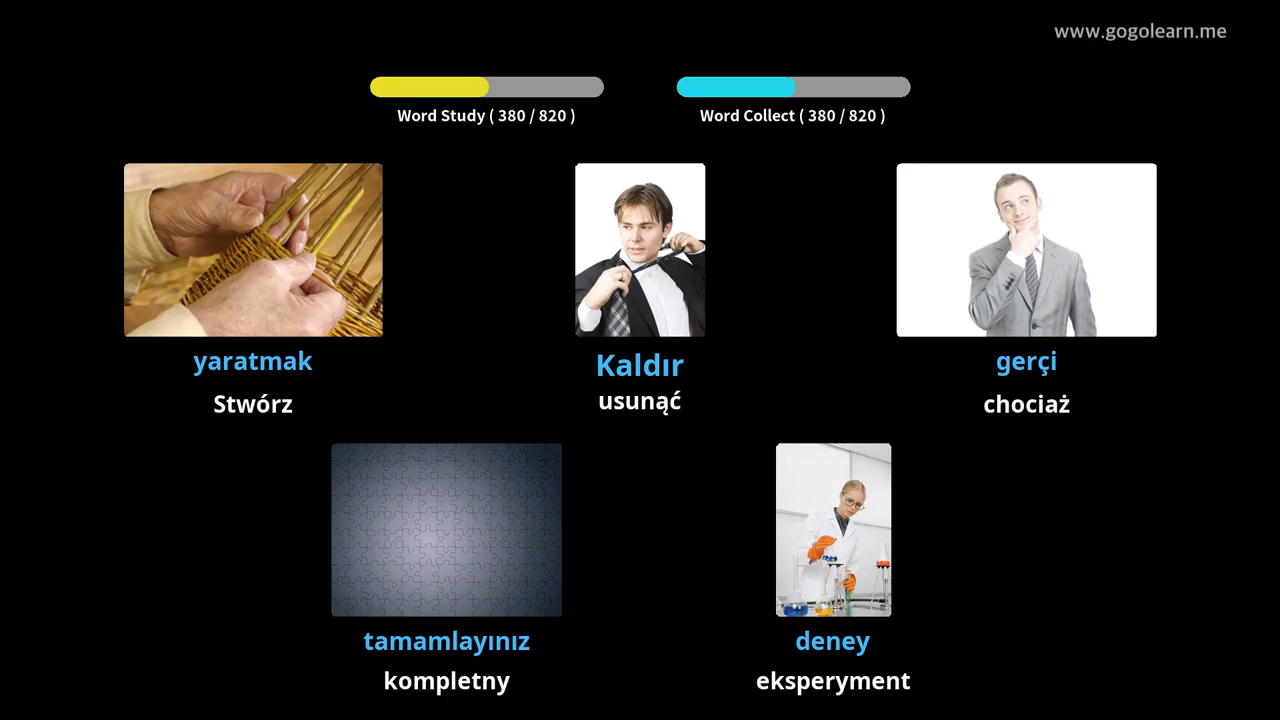 www.gogolearn.me
Word Study ( 380 / 820 )
Word Collect ( 380 / 820 )
yaratmak
Stwórz
Kaldır
usunąć
gerçi
chociaż
tamamlayınız
kompletny
deney
eksperyment